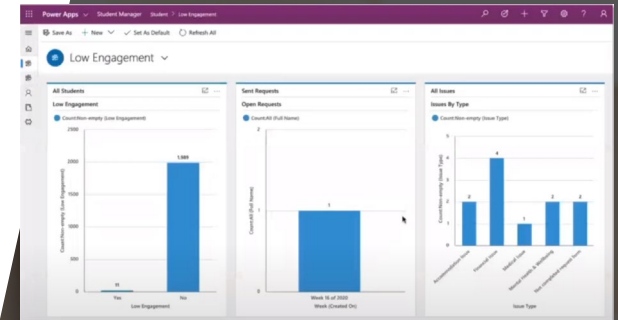 Power Apps Student Manager Student > Low Engagement
Save As New Set As Default Refresh All
Low Engagement
All Students
Low Engagement
Count:Non-empty (Low Engagement)
2500
2000
1500
1000
500
0
Count:Non-empty (Low Engagement)
11
1,989
Yes
No
Low Engagement
Sent Requests
Open Requests
Count:All (Full Name)
2
1
0
Count:All (Full Name)
1
Week 16 of 2020
Week (Created On)
All Issues
Issues By Type
Count:Non-empty (Issue Type)
5
4
3
2
1
0
Count:Non-empty (Issue Type)
2
4
1
2
2
Accommodation Issue
Financial Issue
Medical Issue
Mental Health & Wellbeing
Not completed request form
Issue Type